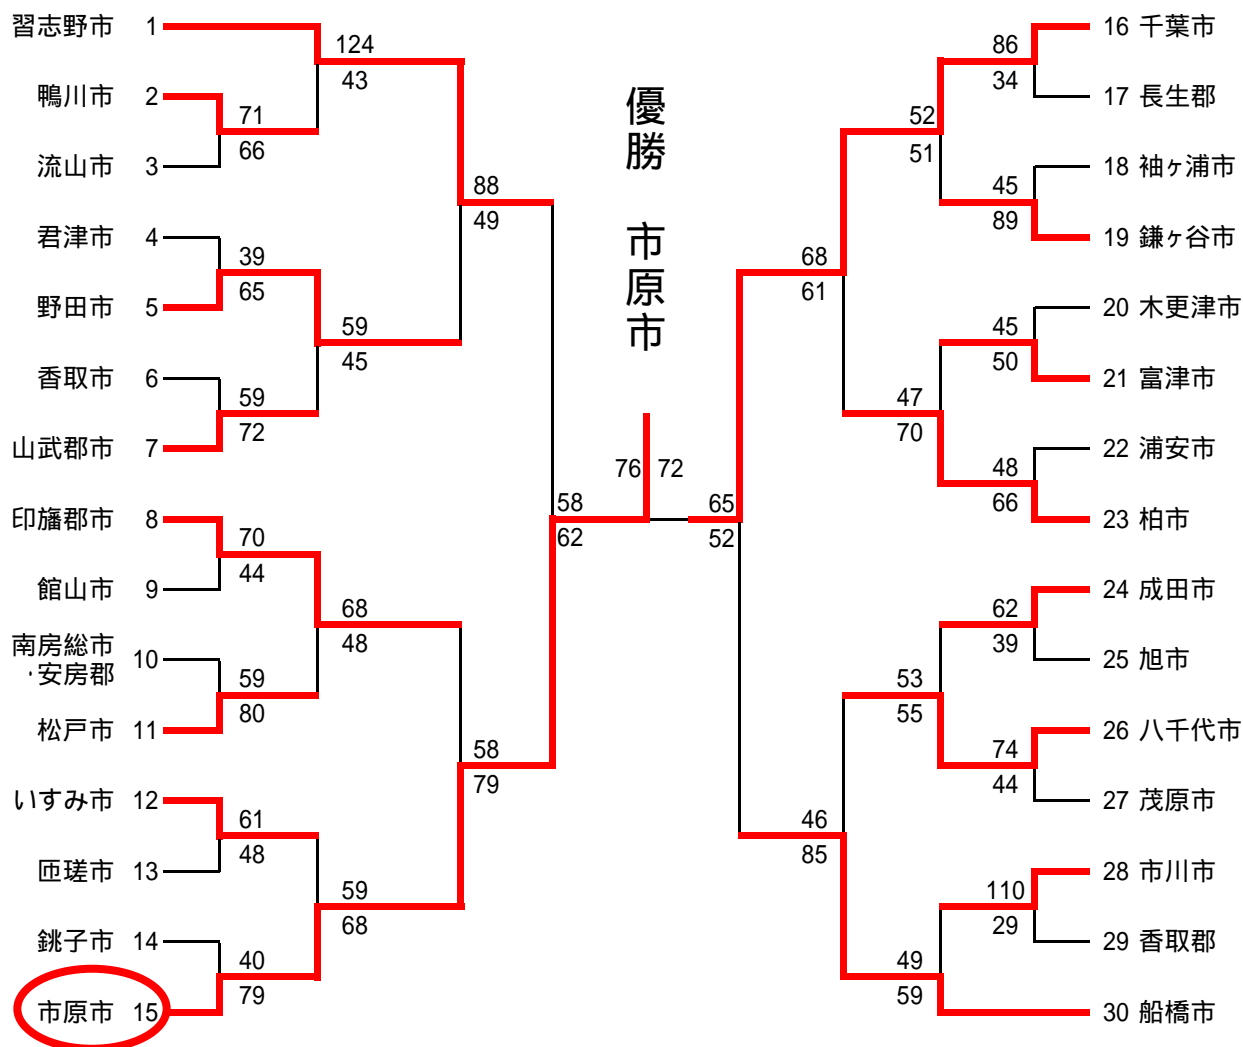 習志野市 1
124
43
鴨川市 2
71
66
流山市 3
88
49
君津市 4
39
65
野田市 5
59
45
香取市 6
59
72
山武郡市 7
印旛郡市 8
70
44
館山市 9
68
48
南房総市
・安房郡 10
59
80
松戸市 11
58
79
いすみ市 12
61
48
匝瑳市 13
59
68
銚子市 14
40
79
市原市 15
58
62
優勝 市原市
76 72
65
52
86
34
16 千葉市
17 長生郡
52
51
45
89
18 袖ヶ浦市
19 鎌ヶ谷市
68
61
45
50
20 木更津市
21 富津市
47
70
48
66
22 浦安市
23 柏市
62
39
24 成田市
25 旭市
53
55
74
44
26 八千代市
27 茂原市
46
85
110
29
28 市川市
29 香取郡
49
59
30 船橋市